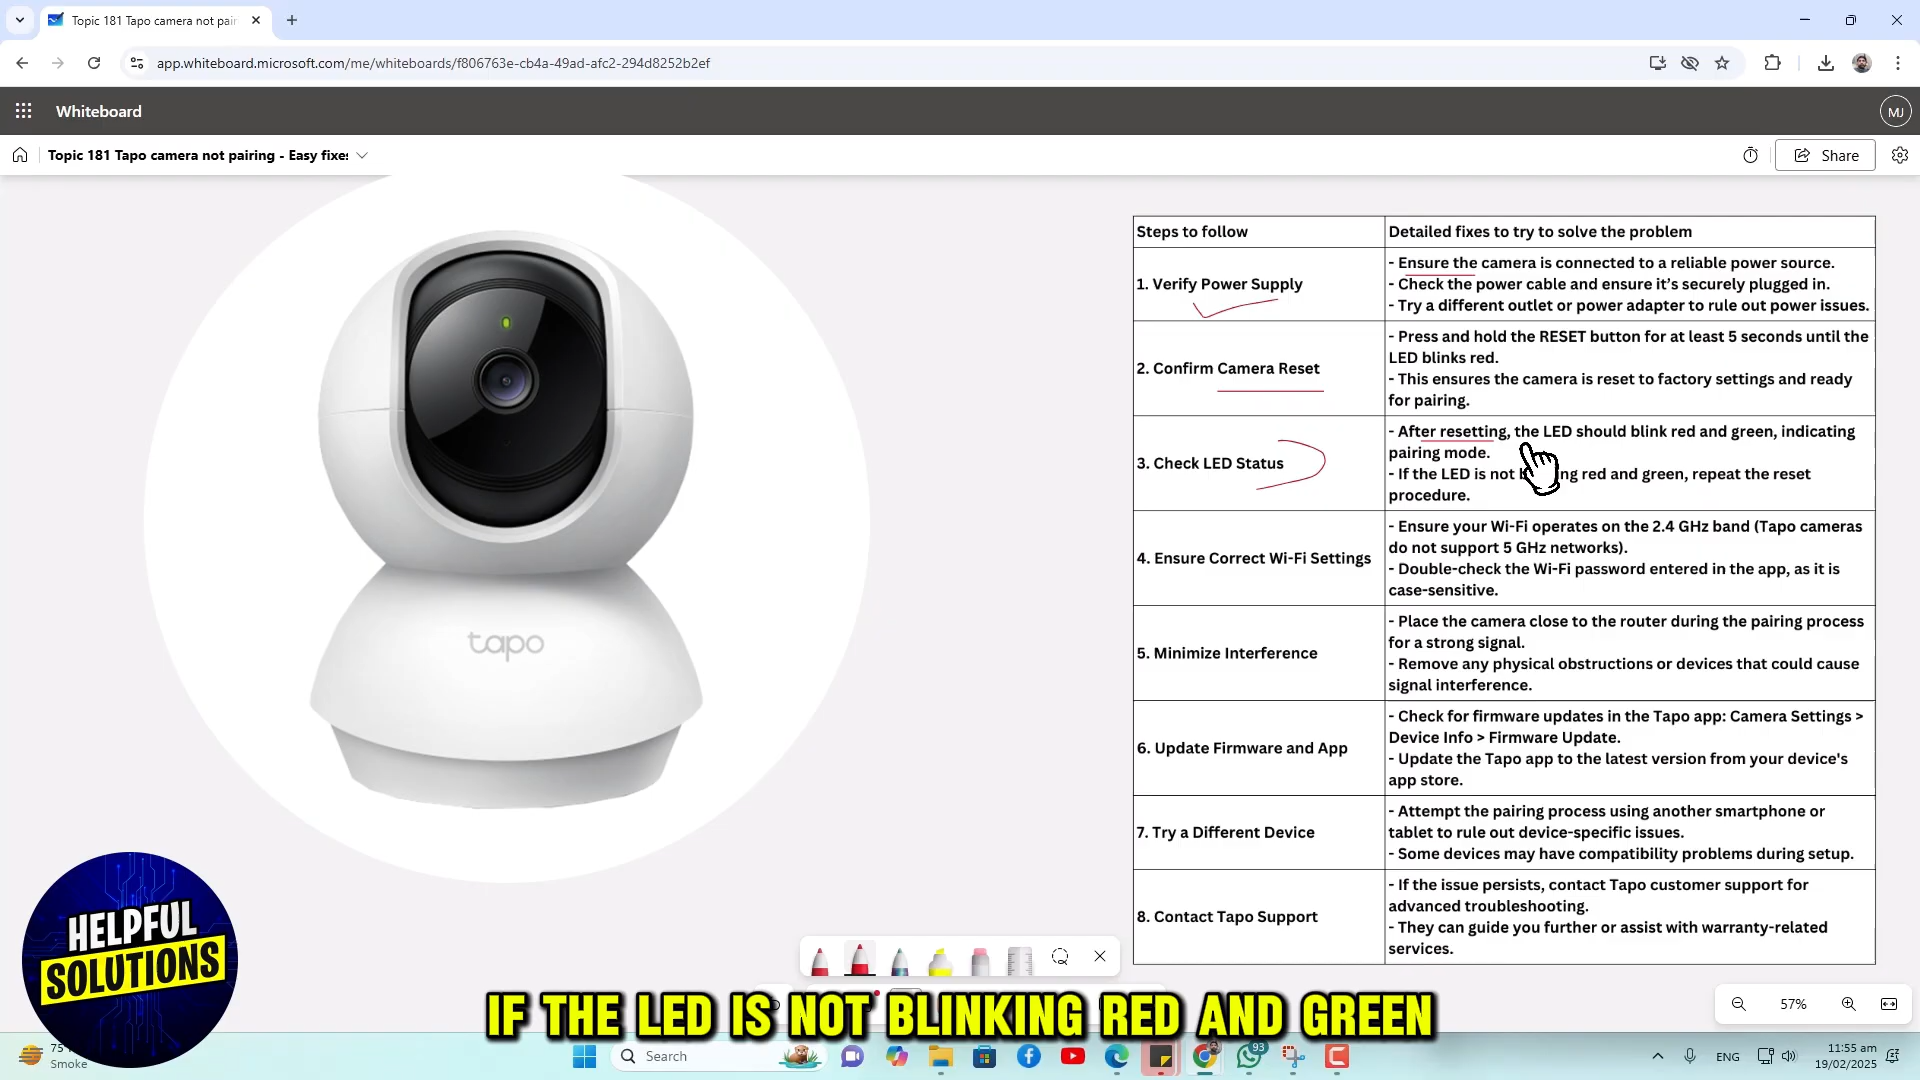 Topic 181 Tapo camera not pair
app.whiteboard.microsoft.com/me/whiteboards/f806763e-cb4a-49ad-afc2-294d8252b2ef
Whiteboard
MJ
Topic 181 Tapo camera not pairing - Easy fixes
Share
Steps to follow
Detailed fixes to try to solve the problem
1. Verify Power Supply
- Ensure the camera is connected to a reliable power source.
- Check the power cable and ensure it's securely plugged in.
- Try a different outlet or power adapter to rule out power issues.
2. Confirm Camera Reset
- Press and hold the RESET button for at least 5 seconds until the
LED blinks red.
- This ensures the camera is reset to factory settings and ready
for pairing.
3. Check LED Status
- After resetting, the LED should blink red and green, indicating
pairing mode.
- If the LED is not b ng red and green, repeat the reset
procedure.
4. Ensure Correct Wi-Fi Settings
- Ensure your Wi-Fi operates on the 2.4 GHz band (Tapo cameras
do not support 5 GHz networks).
- Double-check the Wi-Fi password entered in the app, as it is
case-sensitive.
5. Minimize Interference
- Place the camera close to the router during the pairing process
for a strong signal.
- Remove any physical obstructions or devices that could cause
signal interference.
6. Update Firmware and App
- Check for firmware updates in the Tapo app: Camera Settings >
Device Info > Firmware Update.
- Update the Tapo app to the latest version from your device's
app store.
7. Try a Different Device
- Attempt the pairing process using another smartphone or
tablet to rule out device-specific issues.
- Some devices may have compatibility problems during setup.
8. Contact Tapo Support
- If the issue persists, contact Tapo customer support for
advanced troubleshooting.
- They can guide you further or assist with warranty-related
services.
tapo
HELPFUL
SOLUTIONS
IF THE LED IS NOT BLINKING RED AND GREEN
57%
75
Smoke
Search
93
ENG
11:55 am
19/02/2025